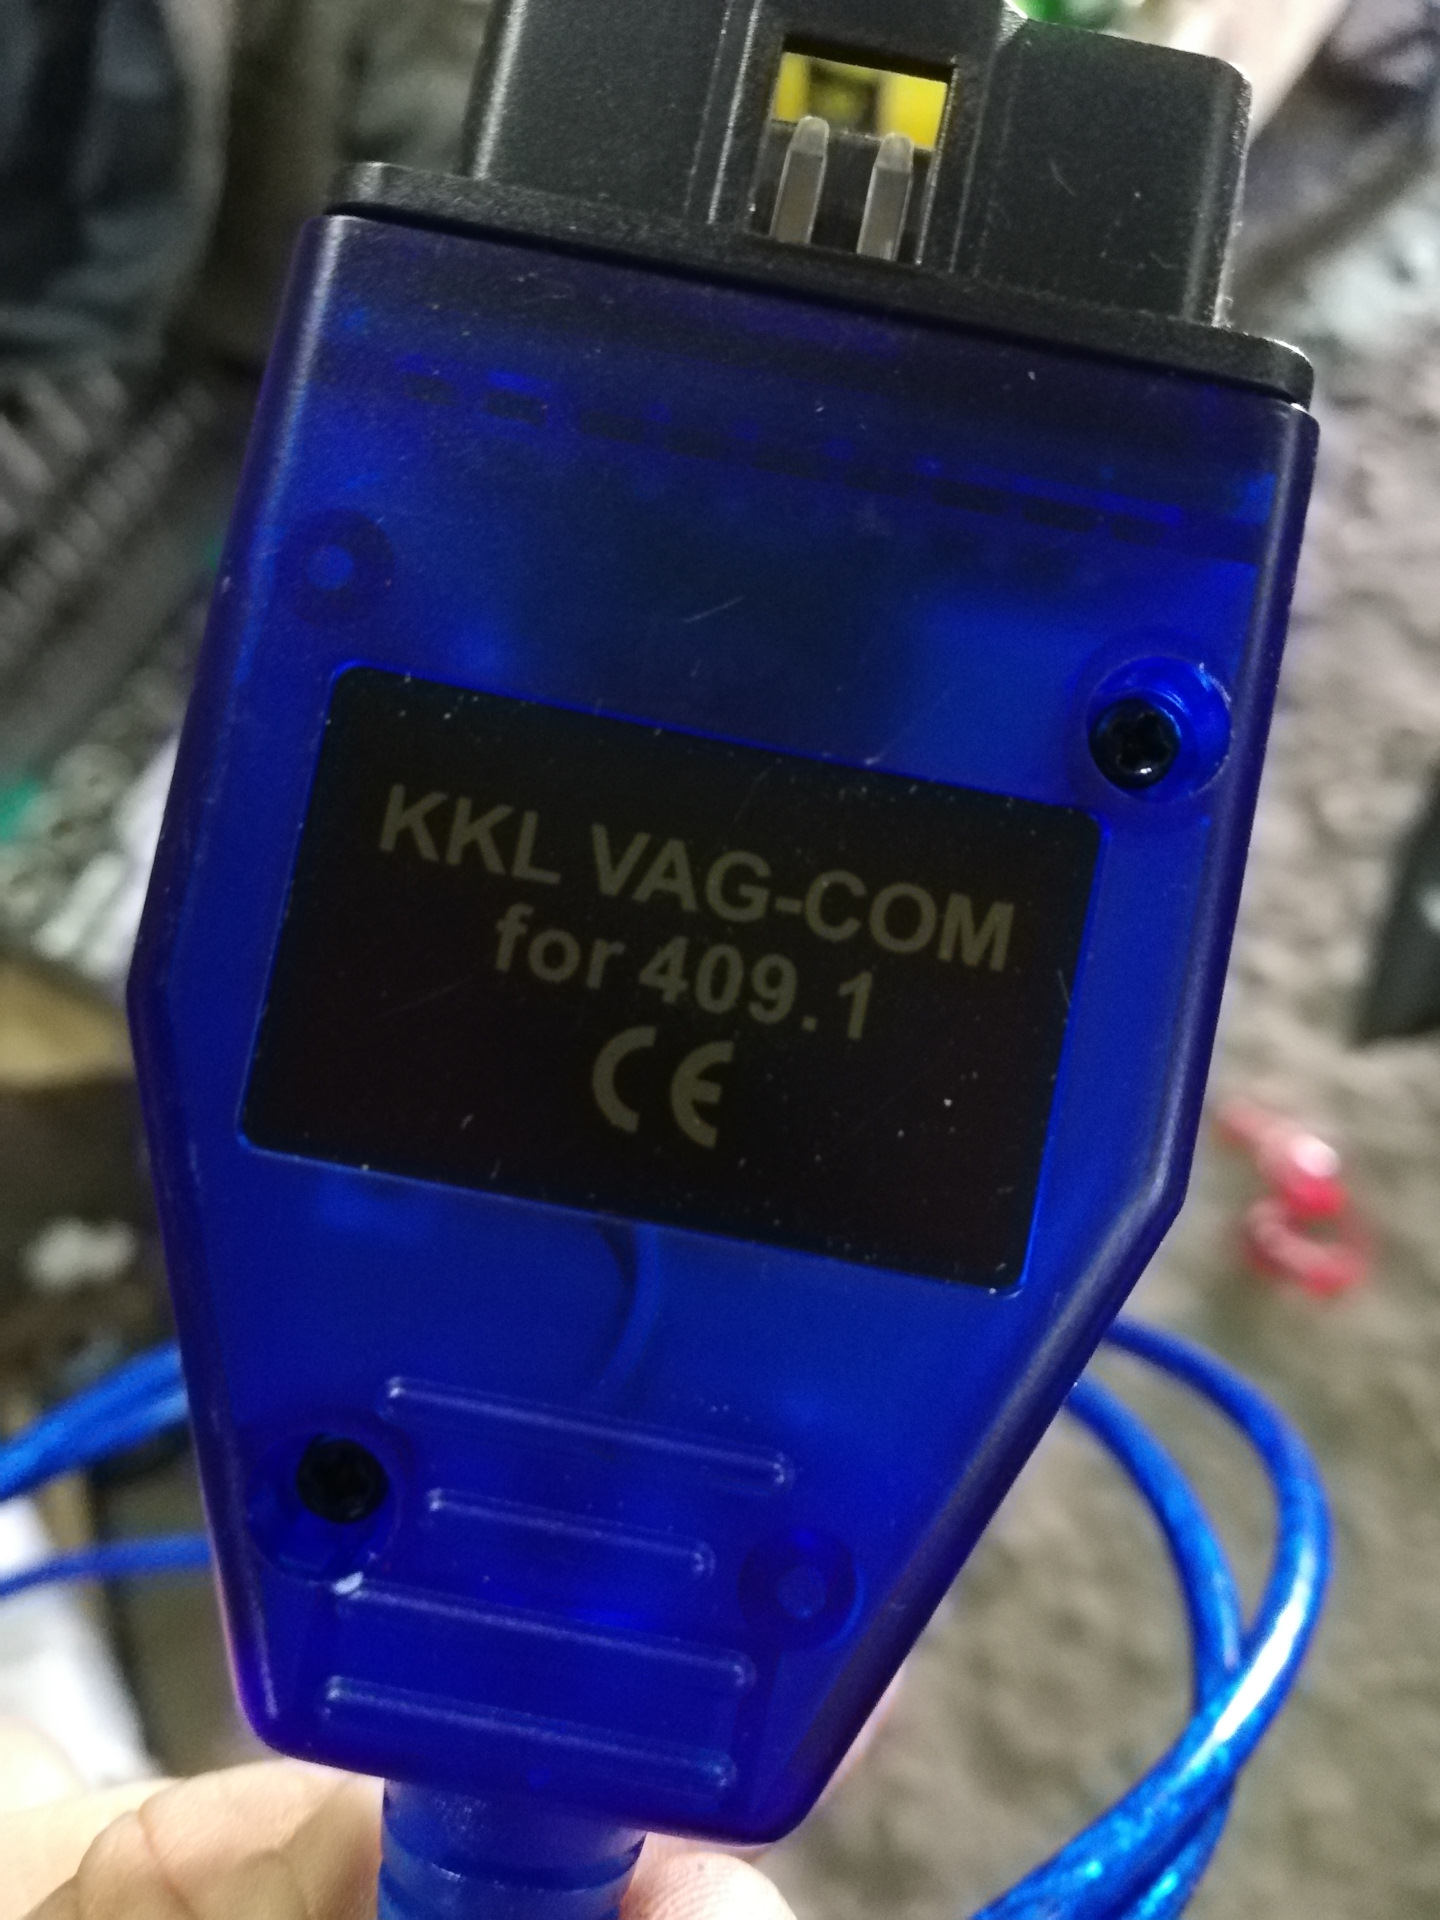 KKL VAG-COM
for 409.1
CE